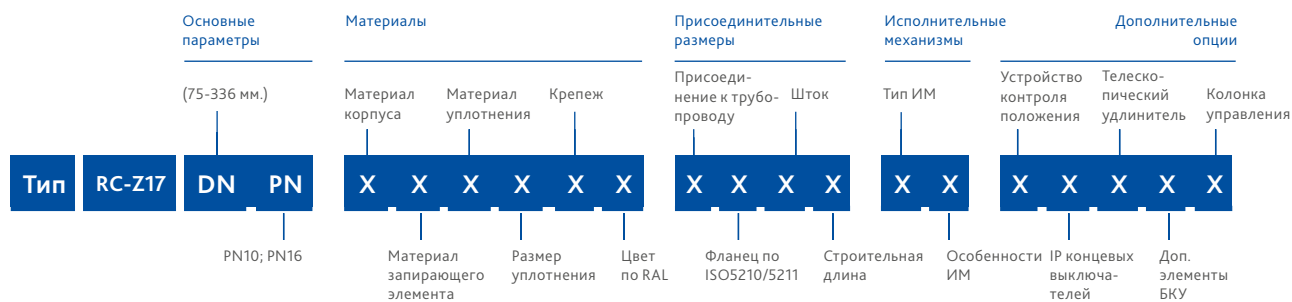 Основные
параметры
Материалы
Присоединительные
размеры
Исполнительные
механизмы
Дополнительные
опции
(75-336 мм.)
Материал
корпуса
Материал
уплотнения
Крепеж
Присоеди-
нение к трубо-
проводу
Шток
Тип ИМ
Устройство
контроля
положения
Телеско-
пический
удлинитель
Колонка
управления
Тип RC-Z17 DN PN X X X X X X X X X X X X X X X X X
PN10; PN16
Материал
запирающего
элемента
Размер
уплотнения
Цвет
по RAL
Фланец по
ISO5210/5211
Строительная
длина
Особенности
ИМ
IP концевых
выключа-
телей
Доп.
элементы
БКУ